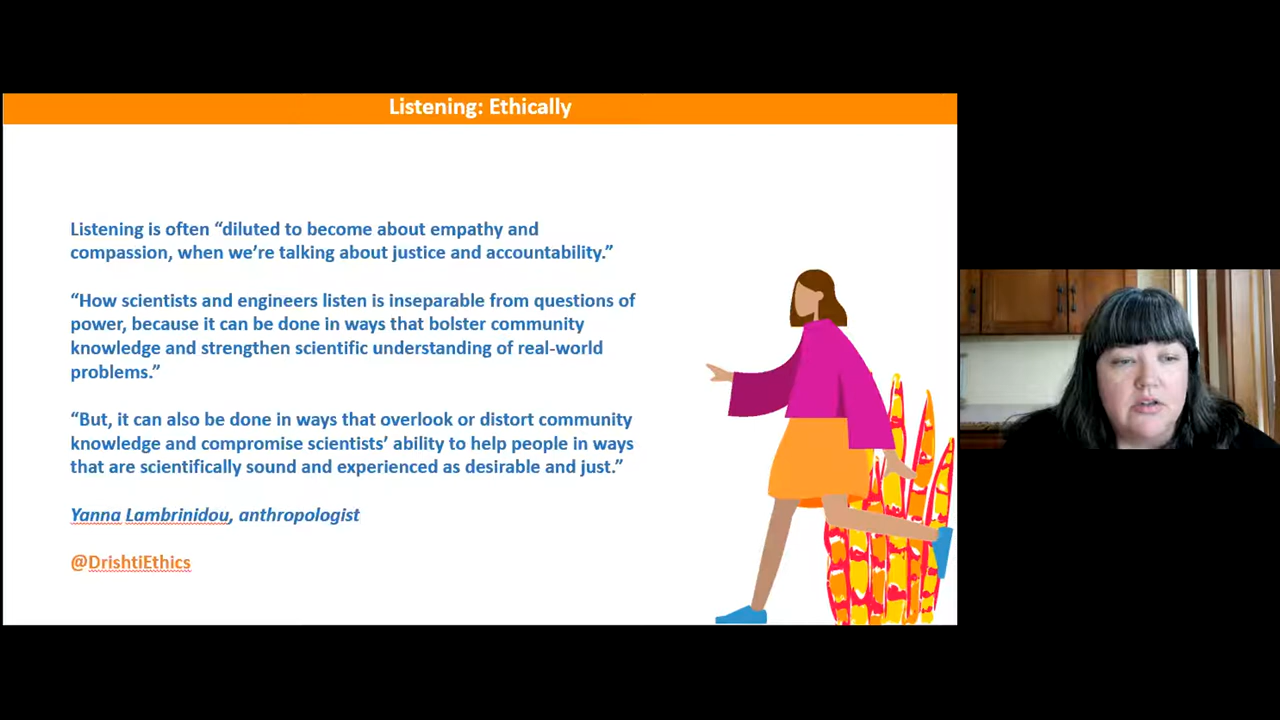 Listening: Ethically
Listening is often “diluted to become about empathy and
compassion, when we’re talking about justice and accountability.”
“How scientists and engineers listen is inseparable from questions of
power, because it can be done in ways that bolster community
knowledge and strengthen scientific understanding of real-world
problems.”
“But, it can also be done in ways that overlook or distort community
knowledge and compromise scientists’ ability to help people in ways
that are scientifically sound and experienced as desirable and just.”
Yanna Lambrinidou, anthropologist
@DrishtiEthics